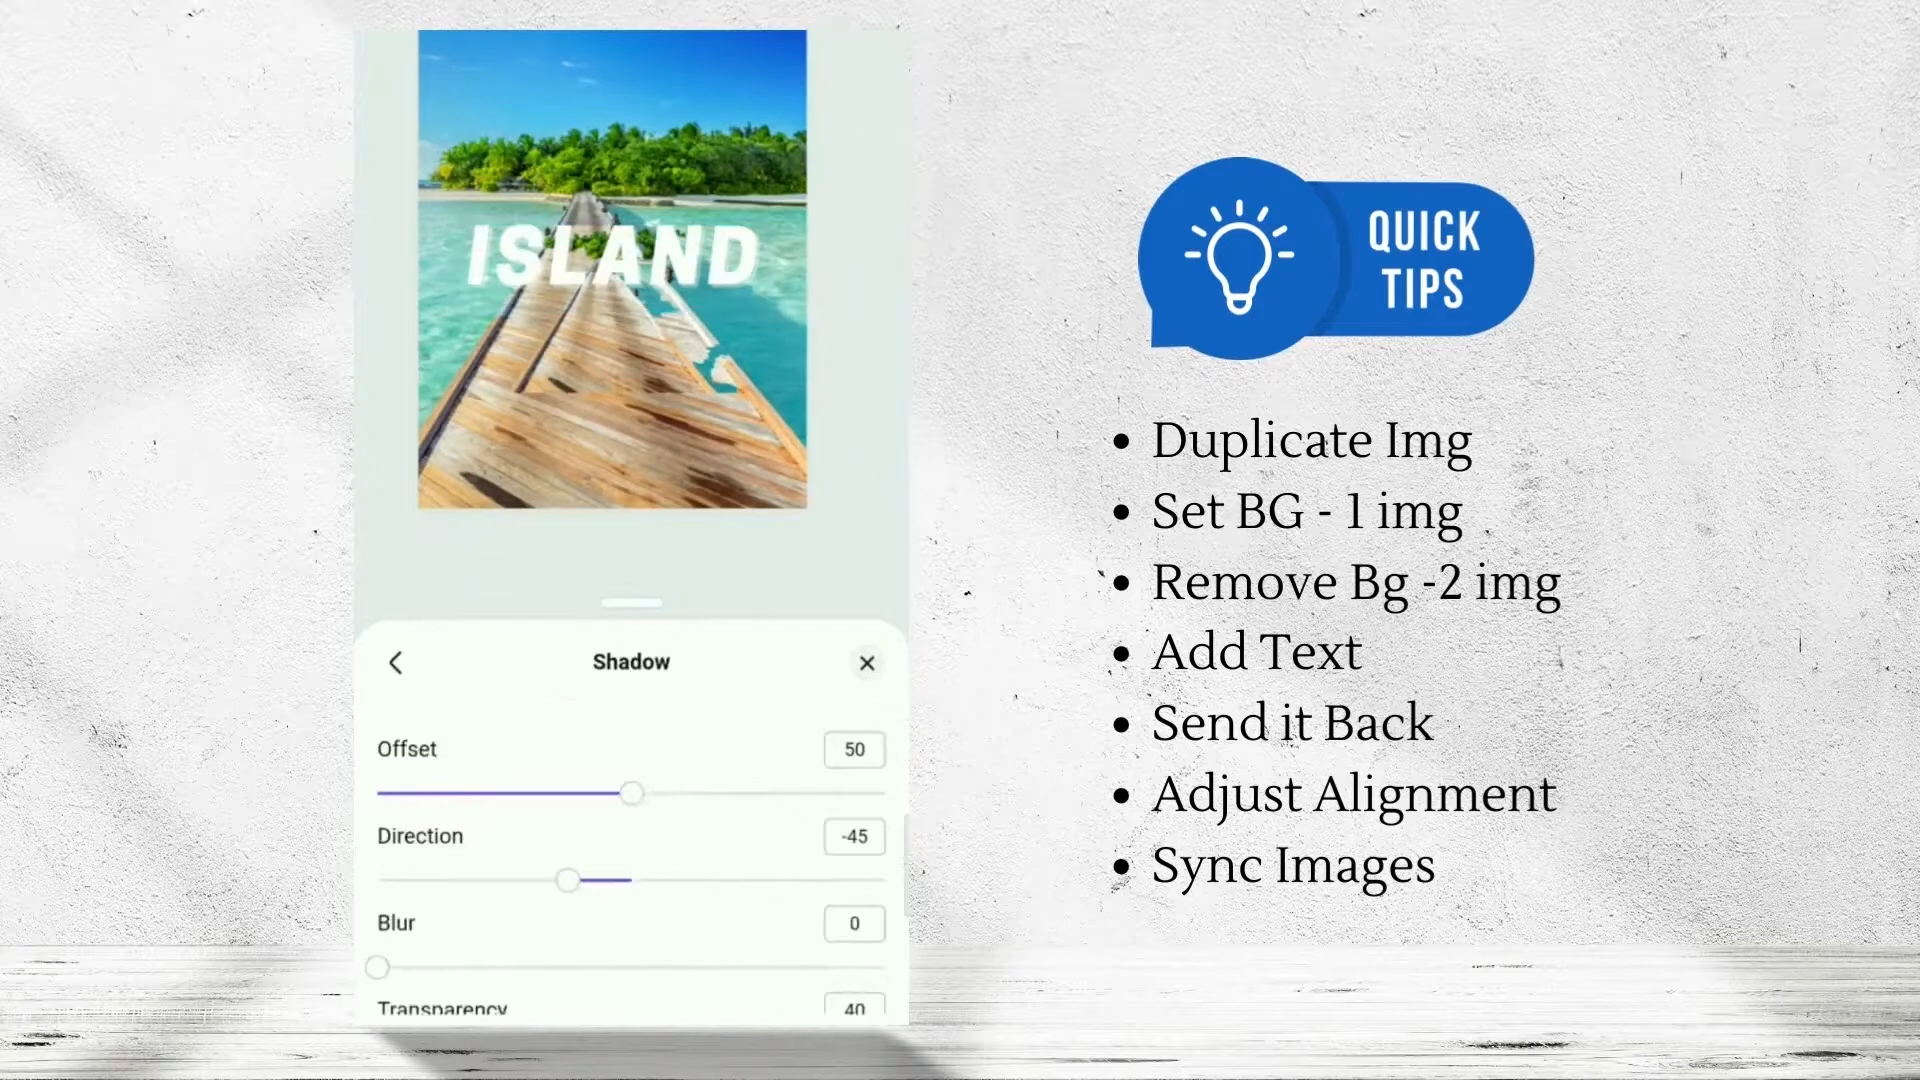 ISLAND
Shadow
Offset
50
Direction
-45
Blur
0
Transparency
40
QUICK
TIPS
• Duplicate Img
• Set BG - 1 img
• Remove Bg -2 img
• Add Text
• Send it Back
• Adjust Alignment
• Sync Images